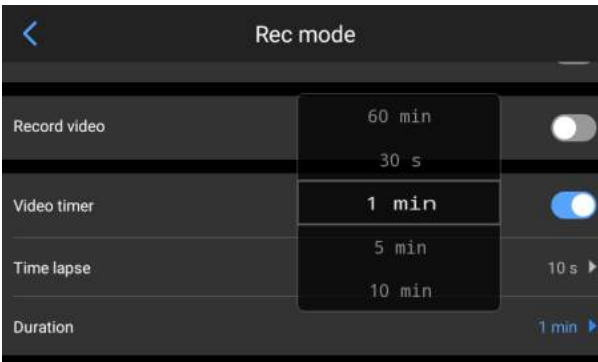 Rec mode
60 min
Record video
30 s
Video timer
1 min
5 min
Time lapse
10 s
10 min
Duration
1 min